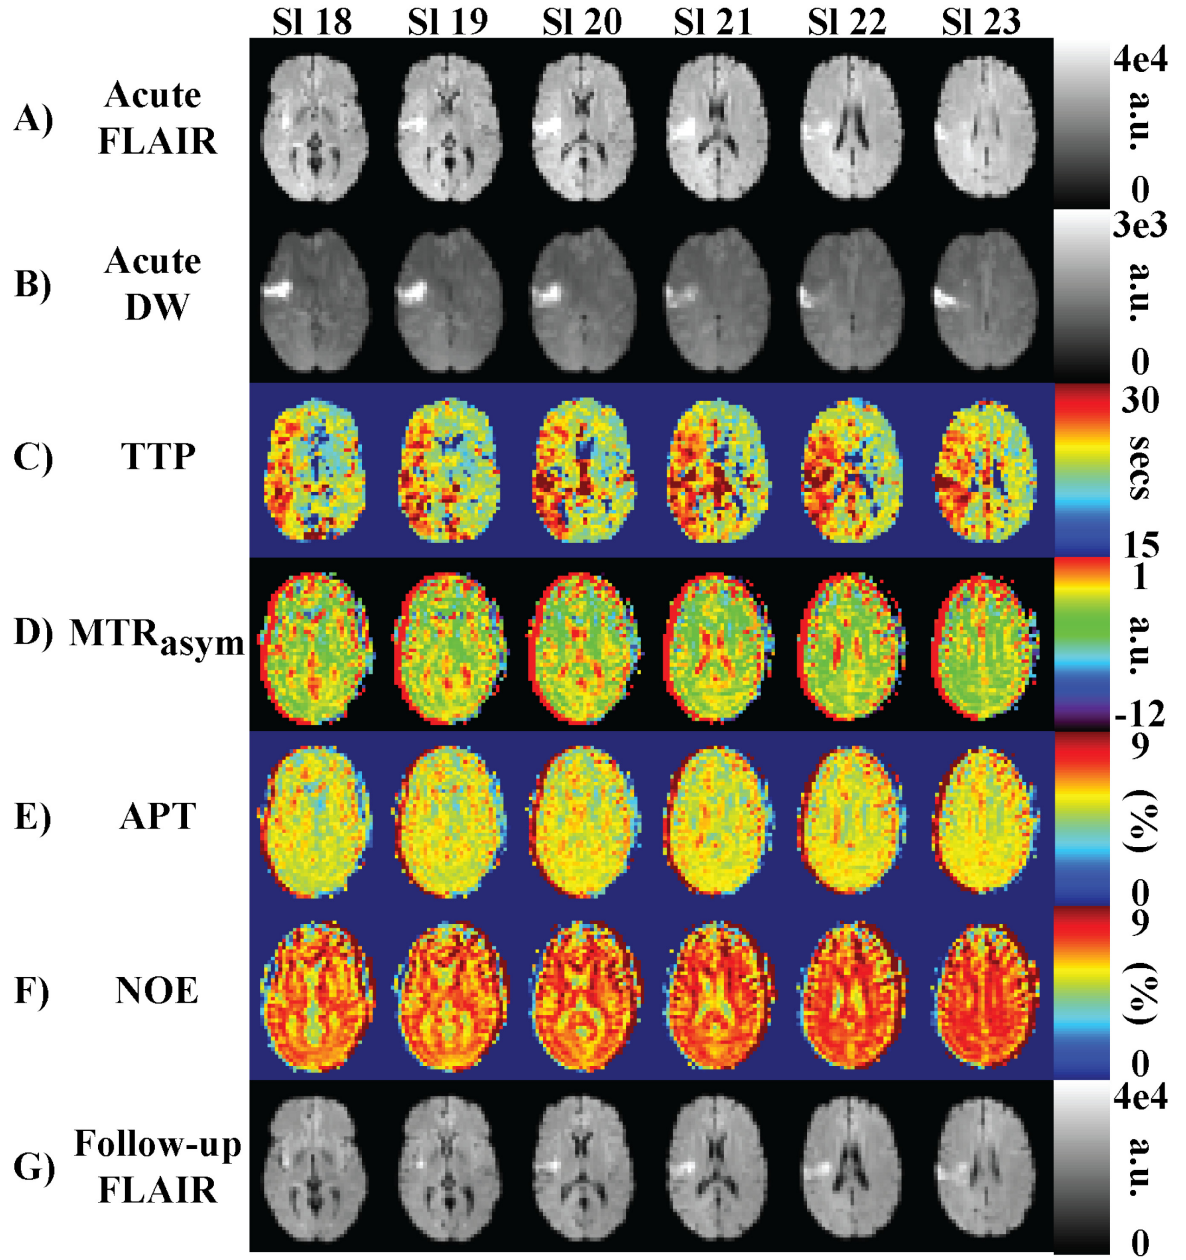 Sl 18 Sl 19 Sl 20 Sl 21 Sl 22 Sl 23
A) Acute
FLAIR
4e4
a.u.
0
B) Acute
DW
3e3
a.u.
0
C) TTP
30
secs
15
D) MTRasym
1
a.u.
-12
E) APT
9
(%)
0
F) NOE
9
(%)
0
G) Follow-up
FLAIR
4e4
a.u.
0